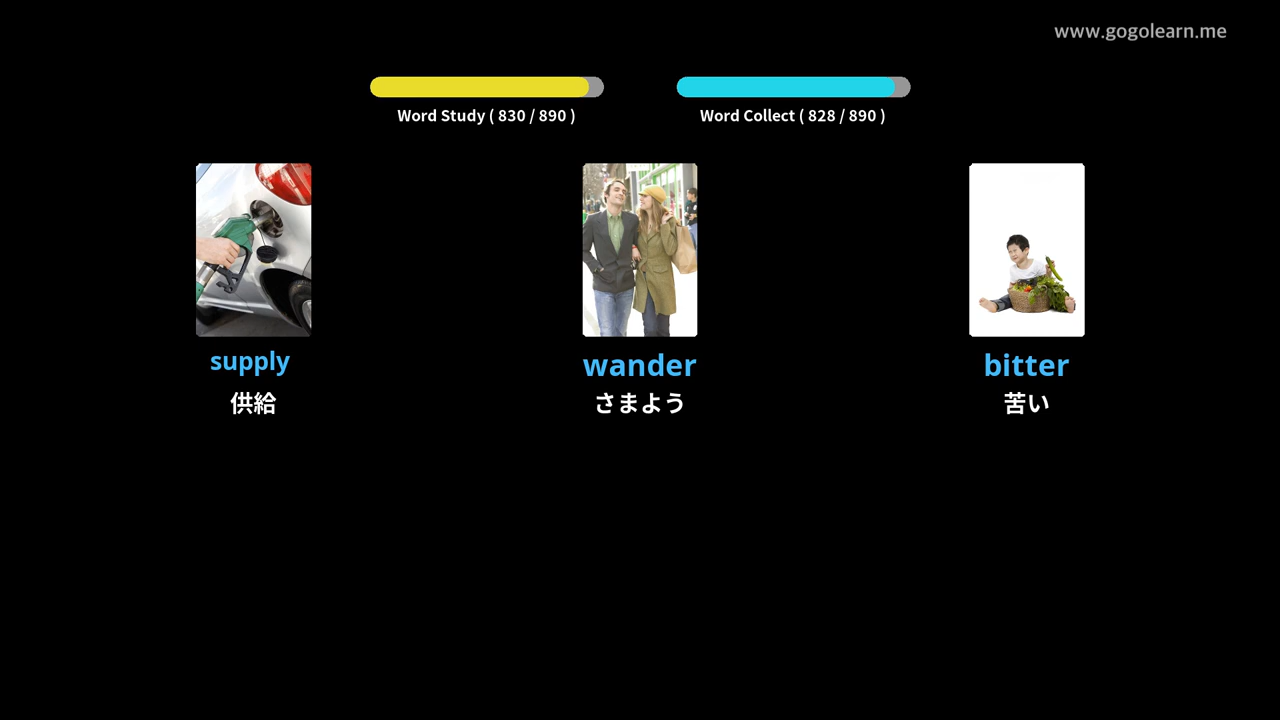 www.gogolearn.me
Word Study ( 830 / 890 )
Word Collect ( 828 / 890 )
supply
供給
wander
さまよう
bitter
苦い